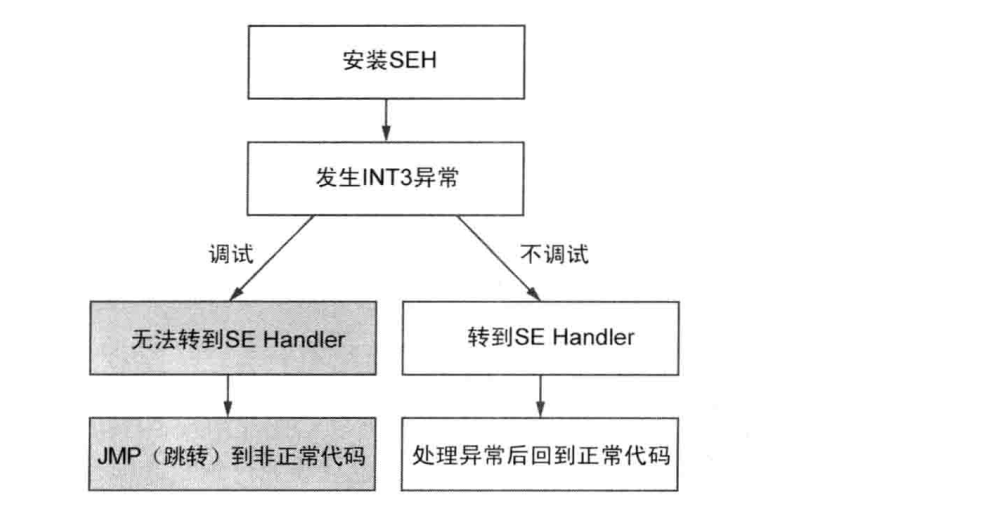 安装SEH
发生INT3异常
调试
不调试
无法转到SE Handler
转到SE Handler
JMP（跳转）到非正常代码
处理异常后回到正常代码